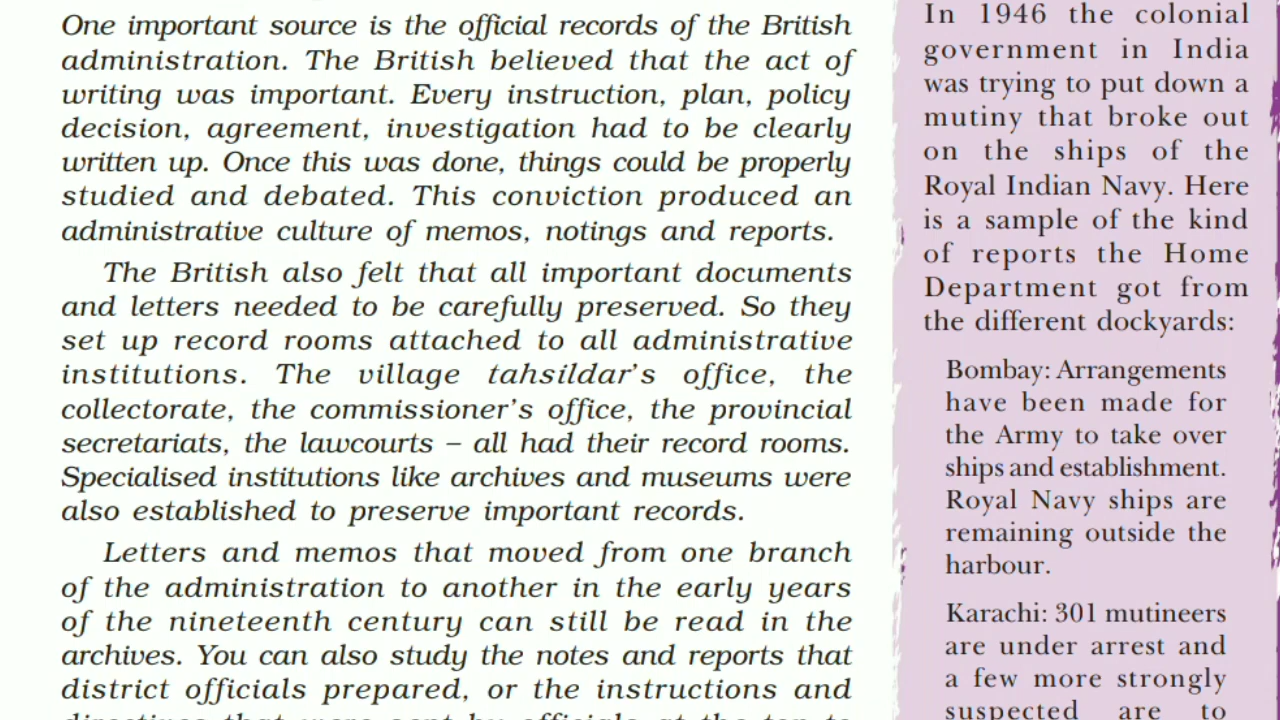 One important source is the official records of the British
administration. The British believed that the act of
writing was important. Every instruction, plan, policy
decision, agreement, investigation had to be clearly
written up. Once this was done, things could be properly
studied and debated. This conviction produced an
administrative culture of memos, notings and reports.
The British also felt that all important documents
and letters needed to be carefully preserved. So they
set up record rooms attached to all administrative
institutions. The village tahsildar's office, the
collectorate, the commissioner's office, the provincial
secretariats, the lawcourts – all had their record rooms.
Specialised institutions like archives and museums were
also established to preserve important records.
Letters and memos that moved from one branch
of the administration to another in the early years
of the nineteenth century can still be read in the
archives. You can also study the notes and reports that
district officials prepared, or the instructions and
directives that were sent by officials at the top to
In 1946 the colonial
government in India
was trying to put down a
mutiny that broke out
on the ships of the
Royal Indian Navy. Here
is a sample of the kind
of reports the Home
Department got from
the different dockyards:
Bombay: Arrangements
have been made for
the Army to take over
ships and establishment.
Royal Navy ships are
remaining outside the
harbour.
Karachi: 301 mutineers
are under arrest and
a few more strongly
suspected are to